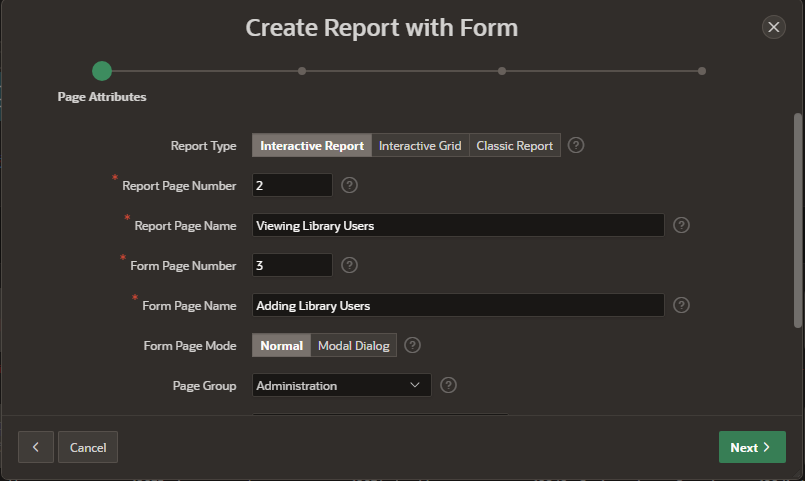 Create Report with Form
Page Attributes
Report Type Interactive Report Interactive Grid Classic Report ?
* Report Page Number 2 ?
* Report Page Name Viewing Library Users ?
* Form Page Number 3 ?
* Form Page Name Adding Library Users ?
Form Page Mode Normal Modal Dialog ?
Page Group Administration ?
Cancel Next